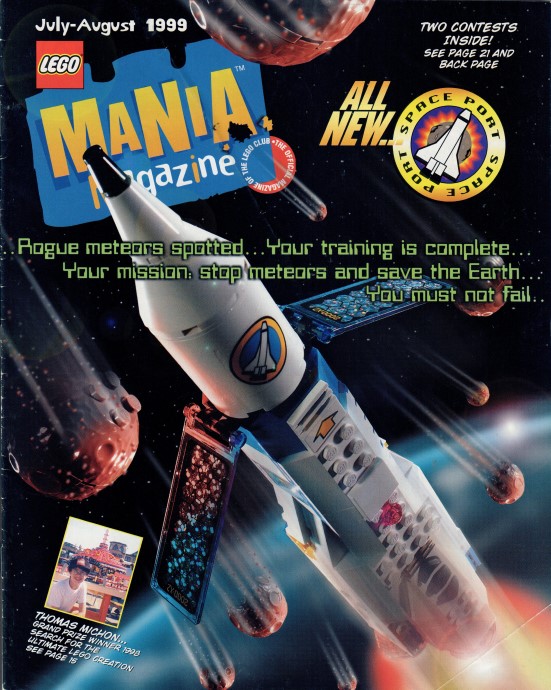 July-August 1999
TWO CONTESTS
INSIDE!
SEE PAGE 21 AND
BACK PAGE
LEGO
MANIA™
Magazine
THE OFFICIAL MAGAZINE OF THE LEGO CLUB
ALL
NEW...
SPACE PORT SPACE PORT
...Rogue meteors spotted...Your training is complete...
Your mission: stop meteors and save the Earth...
You must not fail...
THOMAS MICHON...
GRAND PRIZE WINNER 1998
SEARCH FOR THE
ULTIMATE LEGO CREATION
SEE PAGE 16